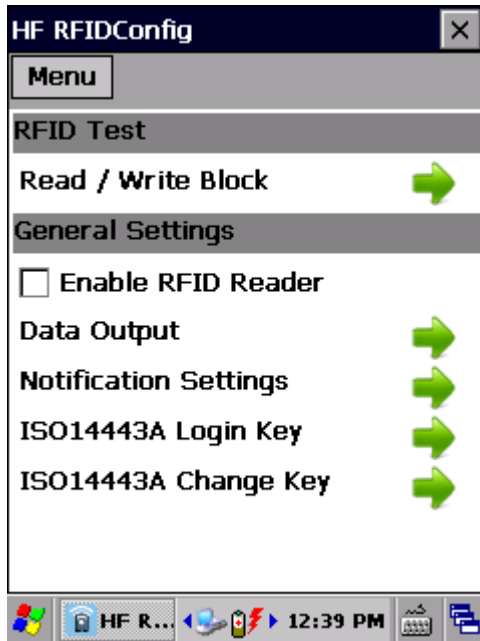 HF RFIDConfig
Menu
RFID Test
Read / Write Block
General Settings
Enable RFID Reader
Data Output
Notification Settings
ISO14443A Login Key
ISO14443A Change Key
HF R... 12:39 PM